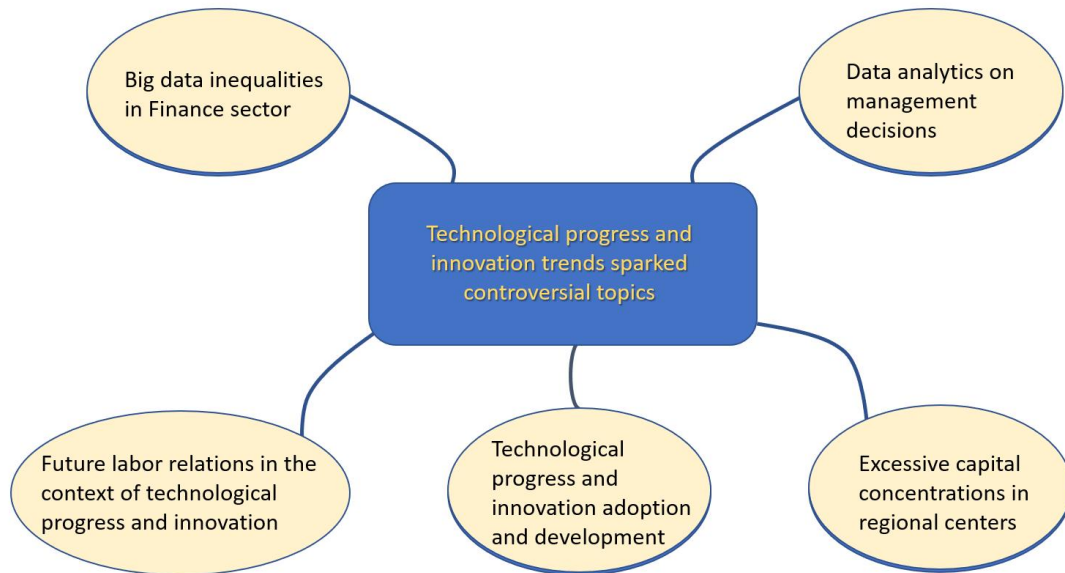 Big data inequalities
in Finance sector
Data analytics on
management
decisions
Technological progress and
innovation trends sparked
controversial topics
Future labor relations in the
context of technological
progress and innovation
Technological
progress and
innovation adoption
and development
Excessive capital
concentrations in
regional centers